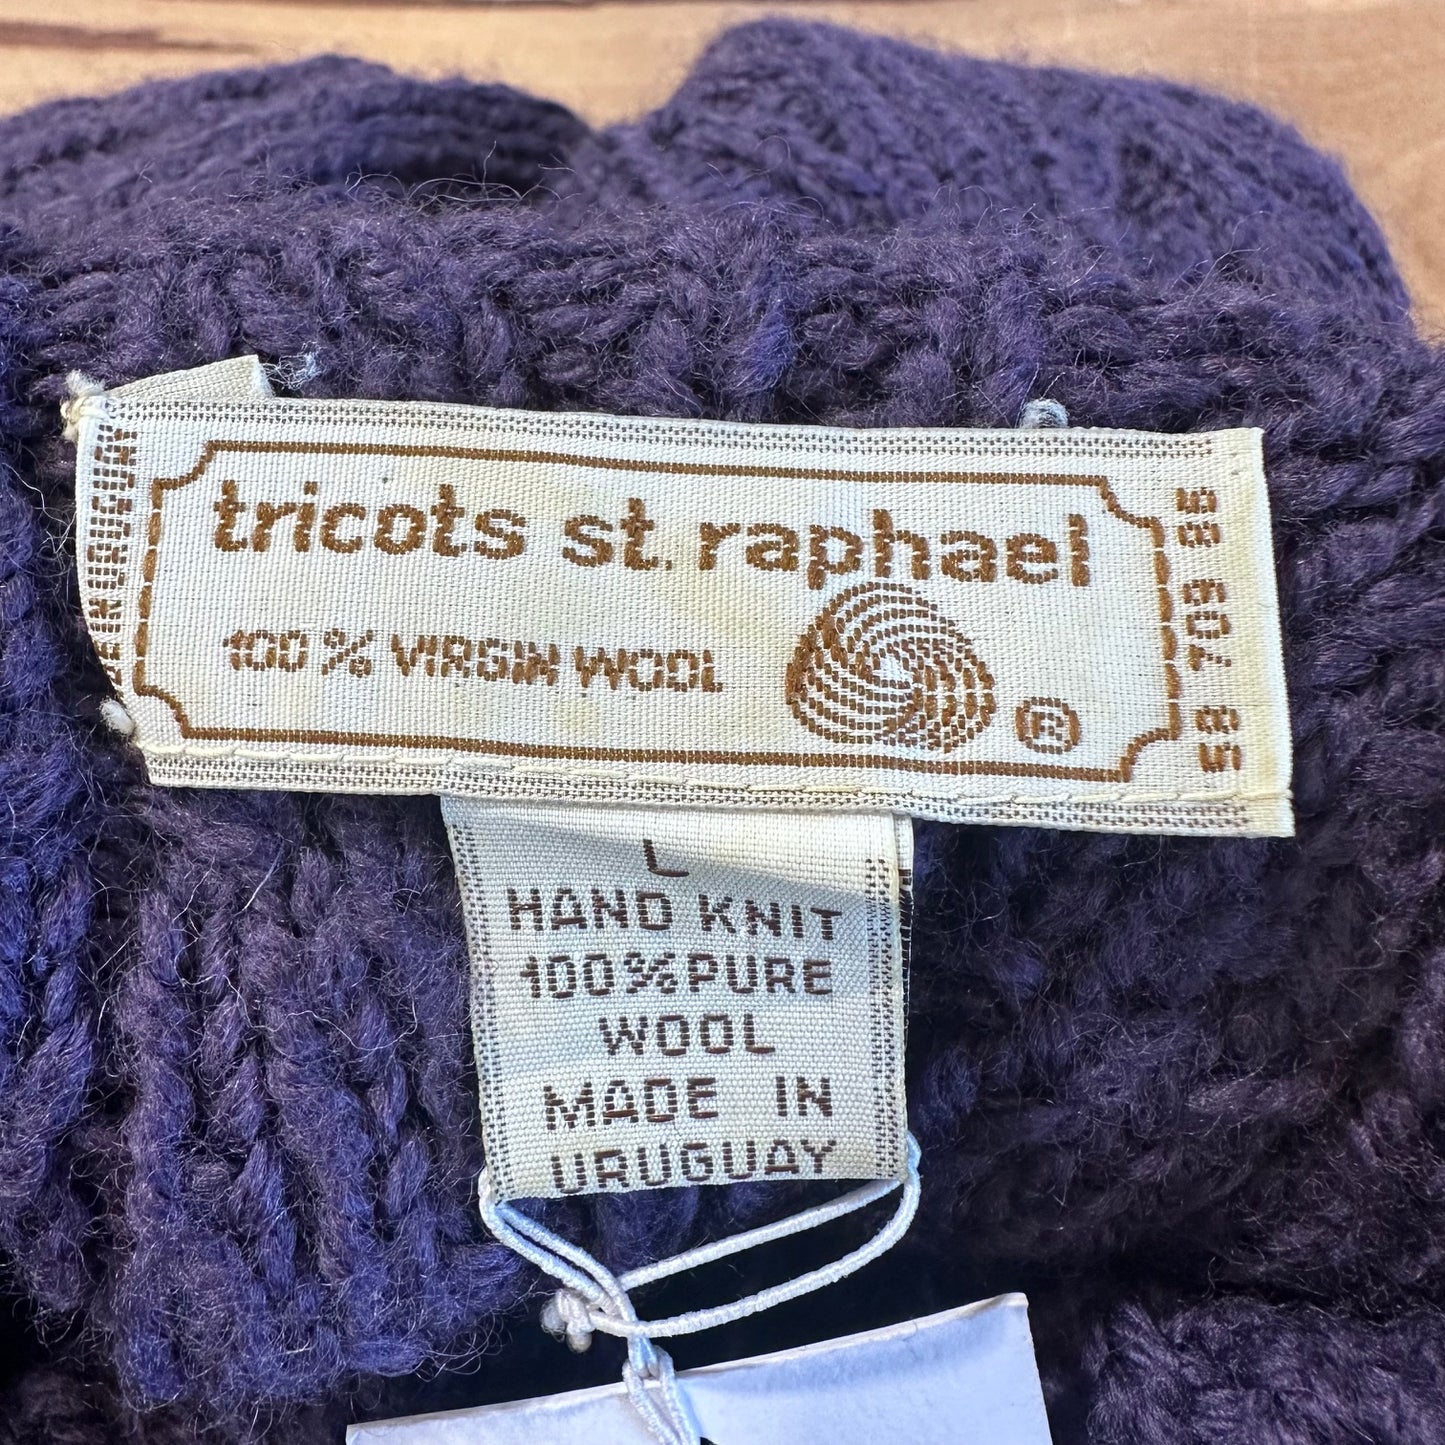 tricots st. raphael
100% VIRGIN WOOL
®
L
HAND KNIT
100% PURE
WOOL
MADE IN
URUGUAY